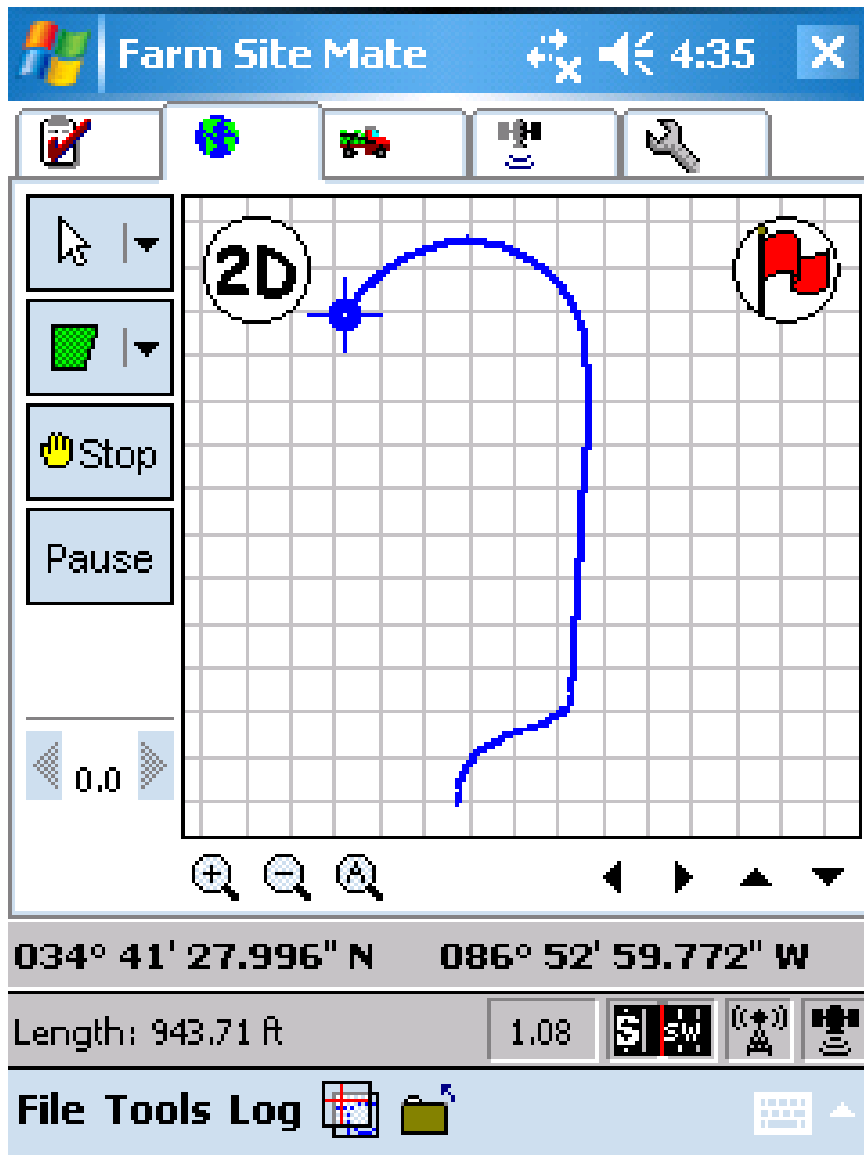 Farm Site Mate 4:35
2D
Stop
Pause
0.0
A
034° 41' 27.996" N 086° 52' 59.772" W
Length: 943.71 ft 1.08 S SW
File Tools Log